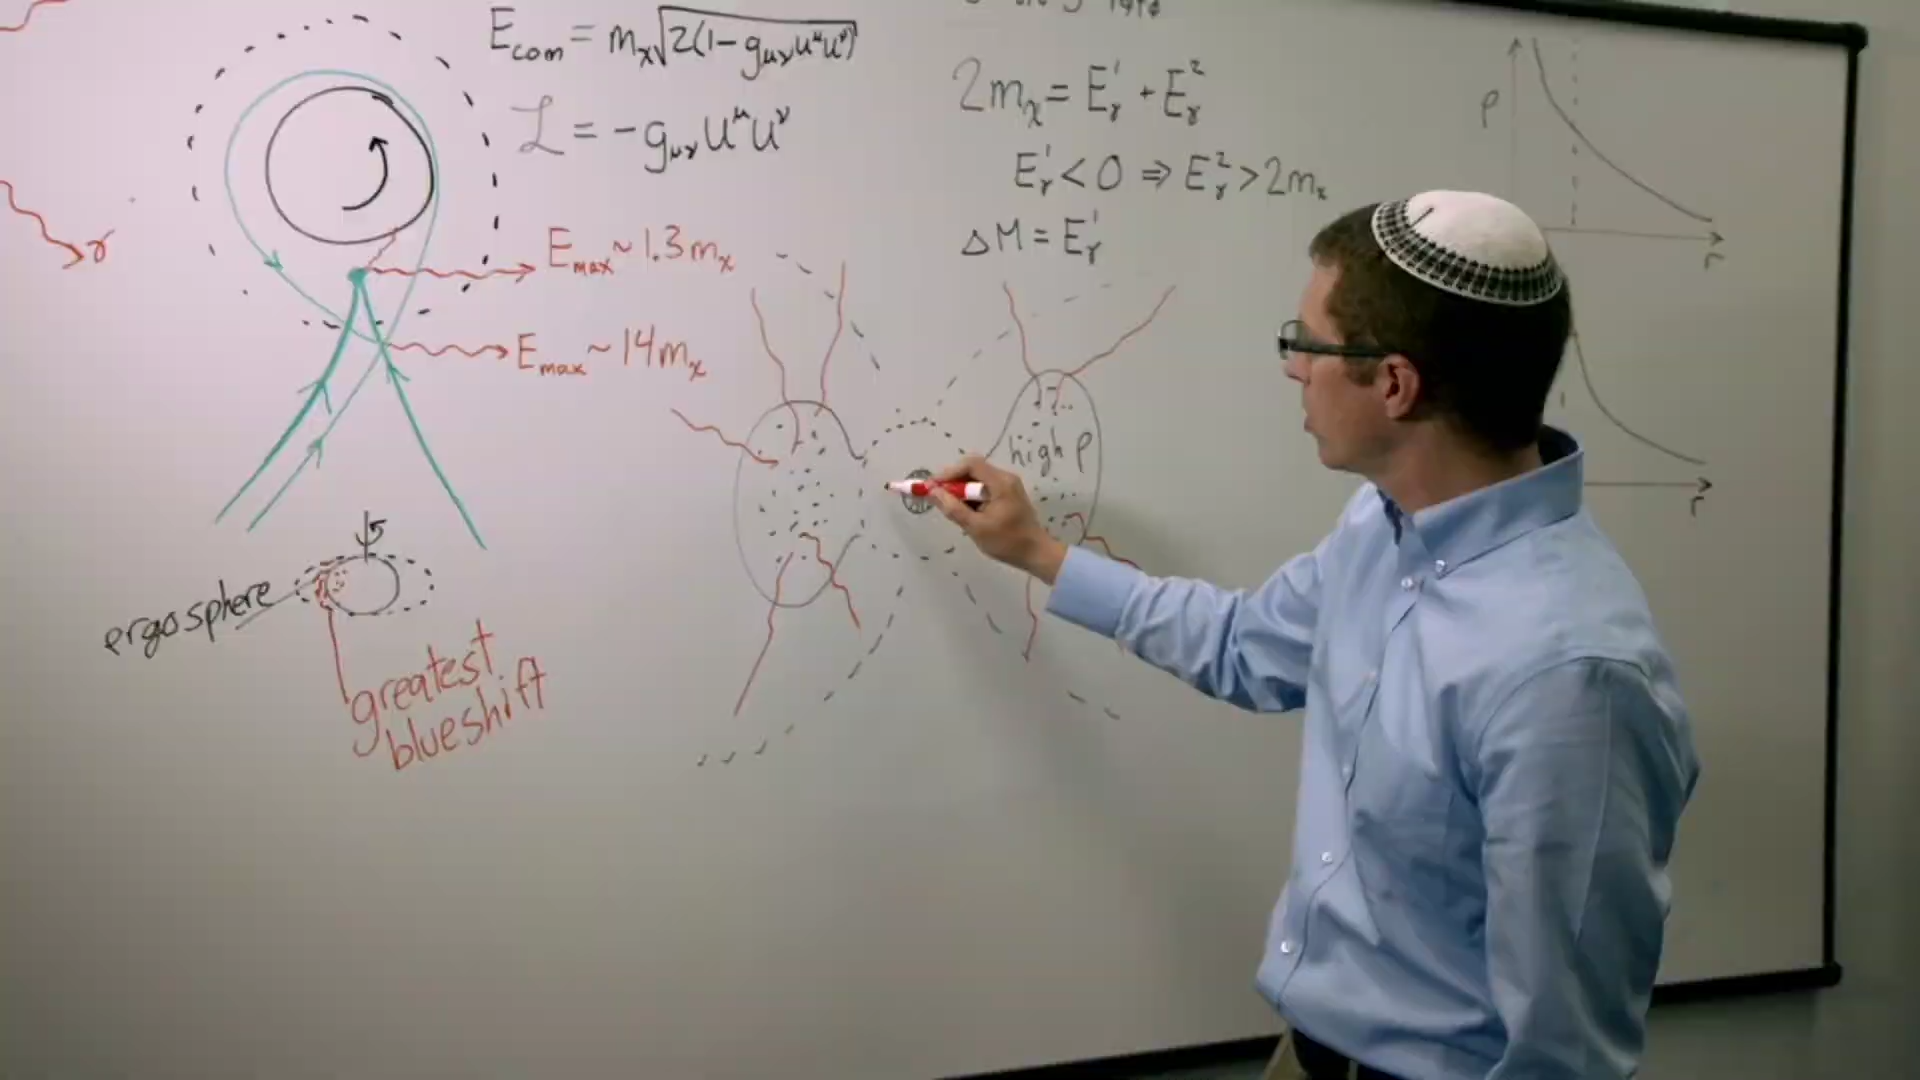 E_com = m_χ√2(1-g_μν u^μ u^ν)
ℒ = -g_μν u^μ u^ν
2m_χ = E_γ^1 + E_γ^2
E_γ^1 < 0 ⇒ E_γ^2 > 2m_χ
ΔM = E_γ^1
ρ
r
γ
E_max ~ 1.3 m_χ
E_max ~ 14 m_χ
high ρ
r
ergosphere
greatest
blueshift